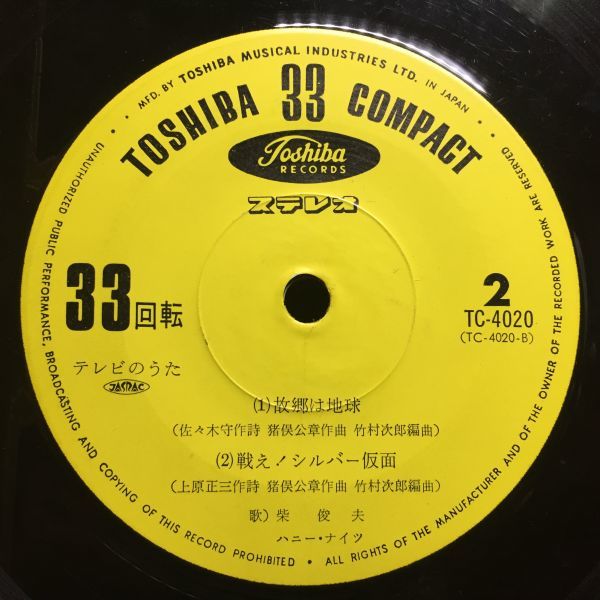 MFD. BY TOSHIBA MUSICAL INDUSTRIES LTD. IN JAPAN
TOSHIBA 33 COMPACT
Toshiba
RECORDS
ステレオ
33回転
2
TC-4020
(TC-4020-B)
テレビのうた
JASRAC
(1)故郷は地球
(佐々木守作詩 猪俣公章作曲 竹村次郎編曲)
(2)戦え!シルバー仮面
(上原正三作詩 猪俣公章作曲 竹村次郎編曲)
歌)柴 俊 夫
ハニー・ナイツ
UNAUTHORIZED PUBLIC PERFORMANCE, BROADCASTING AND COPYING OF THIS RECORD PROHIBITED • ALL RIGHTS OF THE MANUFACTURER AND OF THE OWNER OF THE RECORDED WORK ARE RESERVED